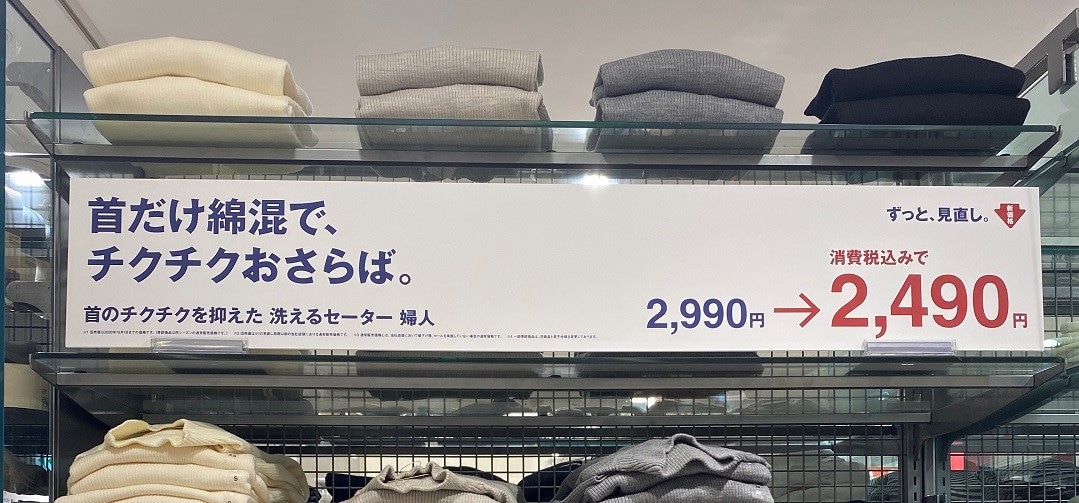 首だけ綿混で、
チクチクおさらば。
首のチクチクを抑えた 洗えるセーター 婦人
ずっと、見直し。
新価格
消費税込みで
2,990円→2,490円
S